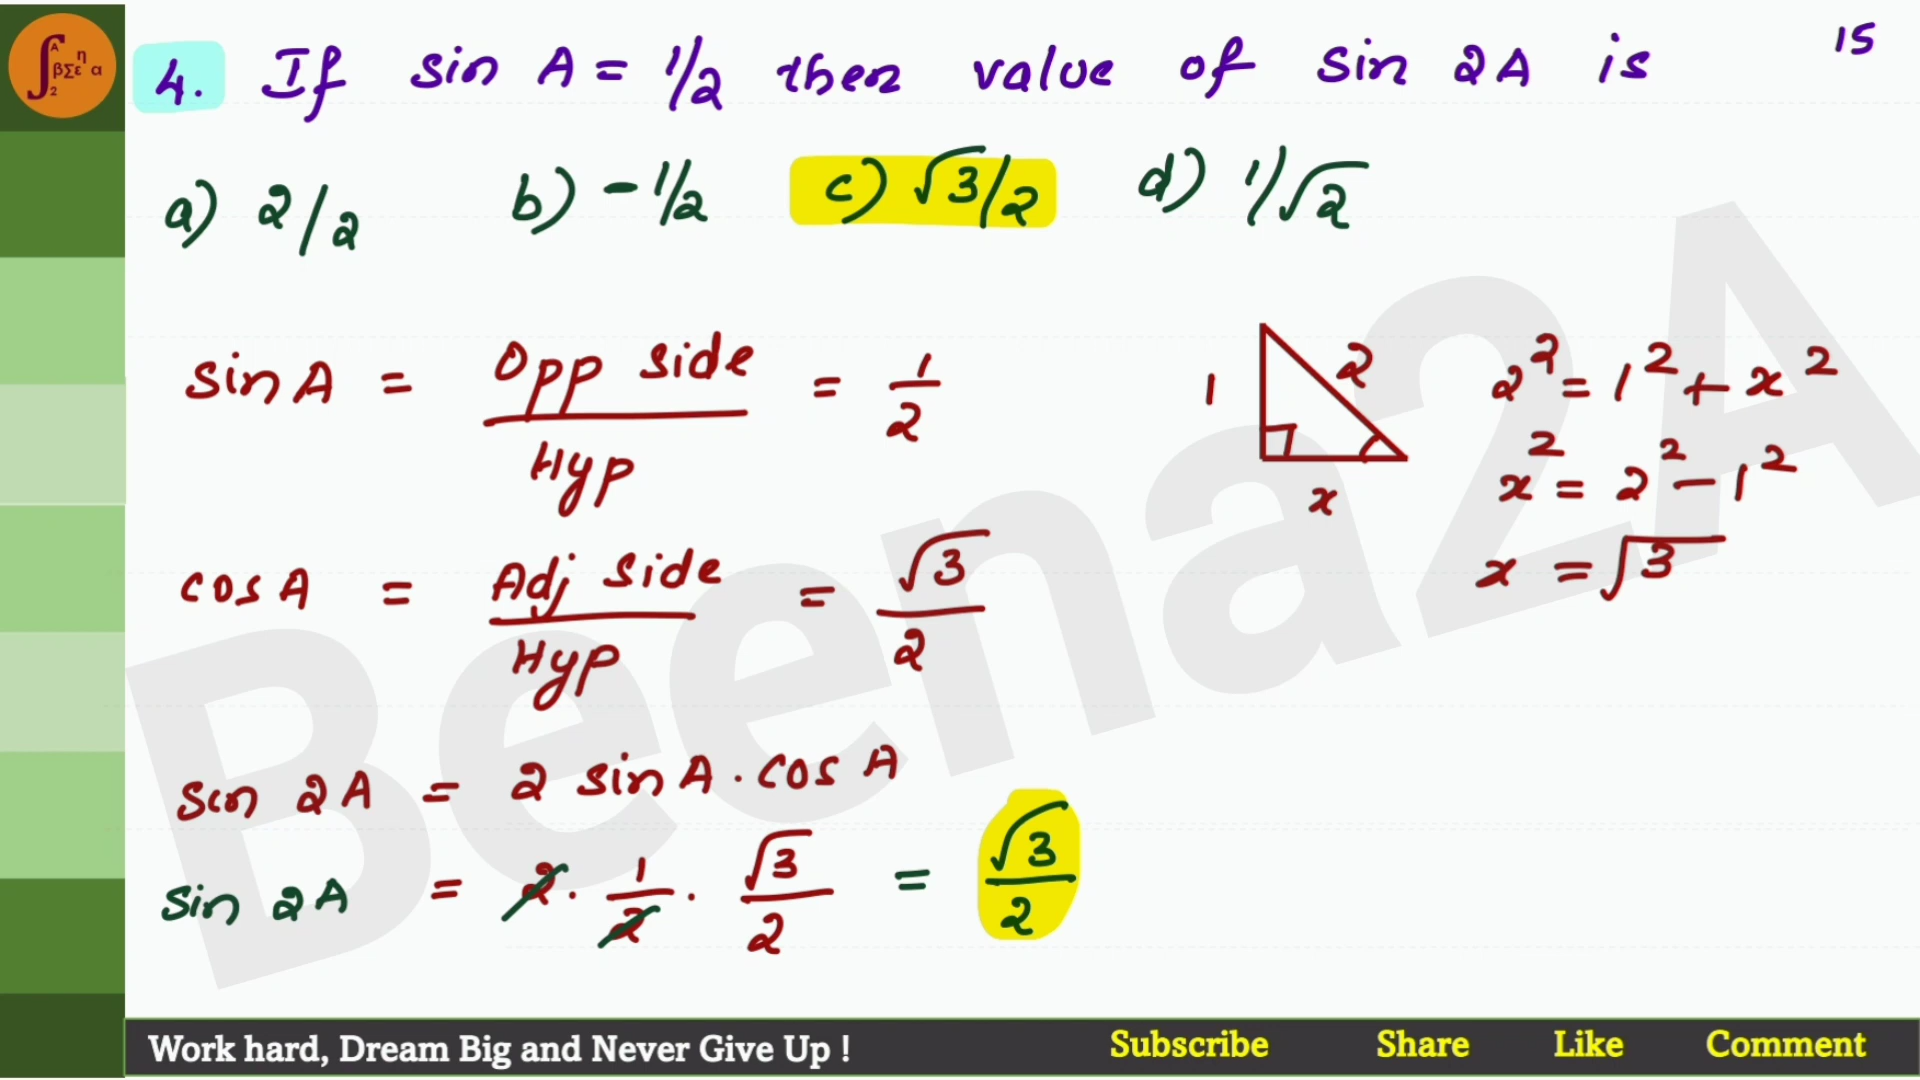 4. If sin A = 1/2 then value of sin 2A is
15
a) 2/2 b) -1/2 c) √3/2 d) 1/√2
sin A = Opp side / Hyp = 1/2
1 2 x
2² = 1² + x²
x² = 2² - 1²
x = √3
cos A = Adj side / Hyp = √3/2
sin 2A = 2 sin A . cos A
sin 2A = 2 . 1/2 . √3/2 = √3/2
Beena2A
Work hard, Dream Big and Never Give Up ! Subscribe Share Like Comment